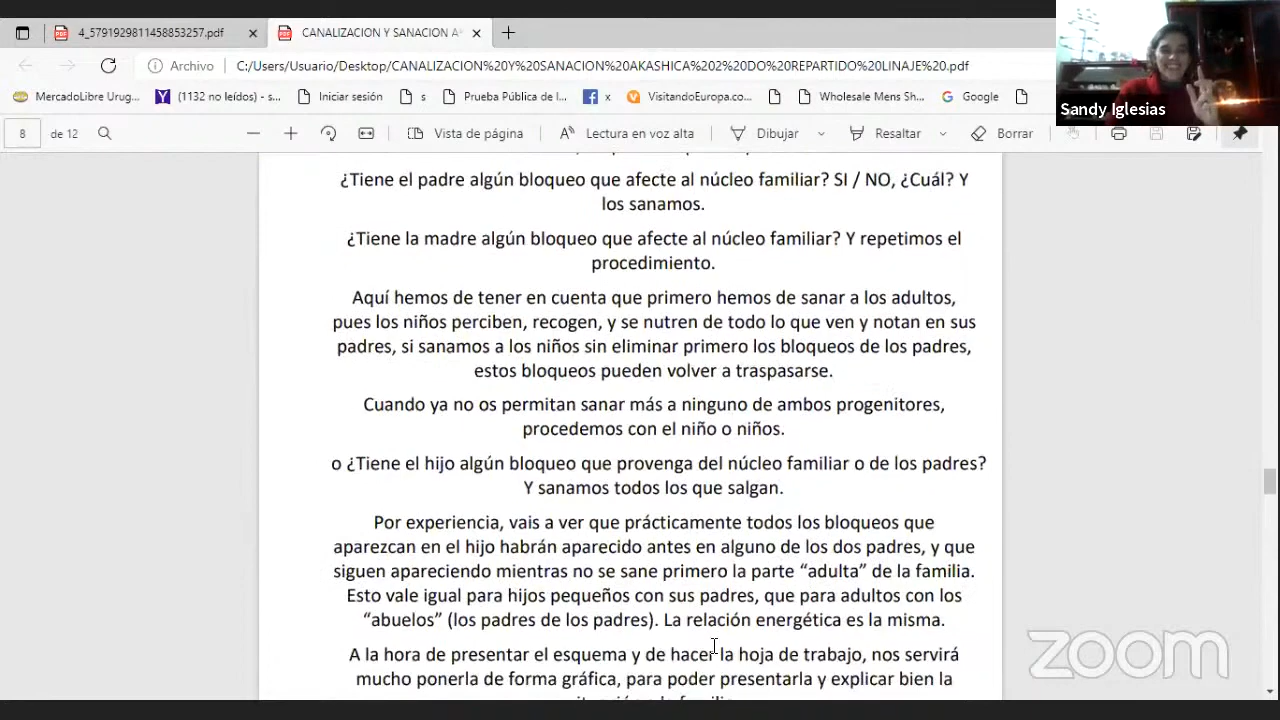 4_5791929811458853257.pdf
CANALIZACION Y SANACION A
Sandy Iglesias
Archivo
C:/Users/Usuario/Desktop/CANALIZACION%20Y%20SANACION%20AKASHICA%202%20DO%20REPARTIDO%20LINAJE%20.pdf
MercadoLibre Urug...
(1132 no leídos) - s...
Iniciar sesión
s
Prueba Pública de l...
x
VisitandoEuropa.co...
Wholesale Mens Sh...
Google
8
de 12
Vista de página
Lectura en voz alta
Dibujar
Resaltar
Borrar
¿Tiene el padre algún bloqueo que afecte al núcleo familiar? SI / NO, ¿Cuál? Y
los sanamos.
¿Tiene la madre algún bloqueo que afecte al núcleo familiar? Y repetimos el
procedimiento.
Aquí hemos de tener en cuenta que primero hemos de sanar a los adultos,
pues los niños perciben, recogen, y se nutren de todo lo que ven y notan en sus
padres, si sanamos a los niños sin eliminar primero los bloqueos de los padres,
estos bloqueos pueden volver a traspasarse.
Cuando ya no os permitan sanar más a ninguno de ambos progenitores,
procedemos con el niño o niños.
o ¿Tiene el hijo algún bloqueo que provenga del núcleo familiar o de los padres?
Y sanamos todos los que salgan.
Por experiencia, vais a ver que prácticamente todos los bloqueos que
aparezcan en el hijo habrán aparecido antes en alguno de los dos padres, y que
siguen apareciendo mientras no se sane primero la parte “adulta” de la familia.
Esto vale igual para hijos pequeños con sus padres, que para adultos con los
“abuelos” (los padres de los padres). La relación energética es la misma.
A la hora de presentar el esquema y de hacer la hoja de trabajo, nos servirá
mucho ponerla de forma gráfica, para poder presentarla y explicar bien la
zoom